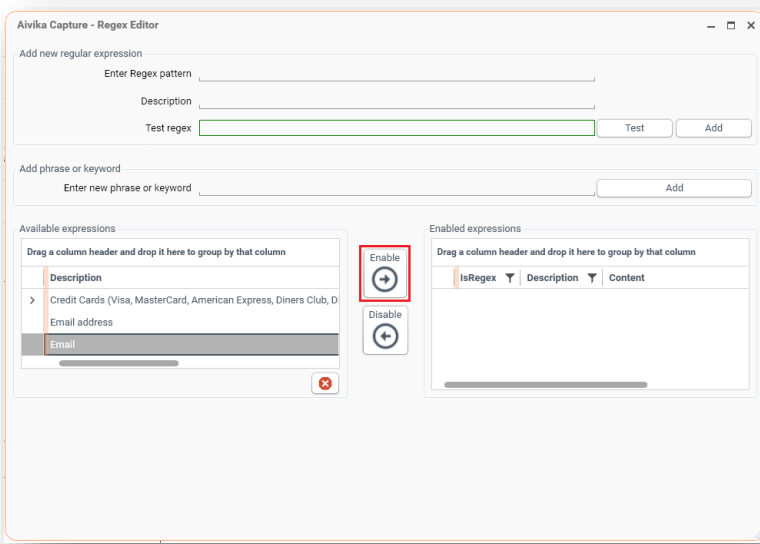 Aivika Capture - Regex Editor
Add new regular expression
Enter Regex pattern
Description
Test regex
Test
Add
Add phrase or keyword
Enter new phrase or keyword
Add
Available expressions
Drag a column header and drop it here to group by that column
Description
Credit Cards (Visa, MasterCard, American Express, Diners Club, D
Email address
Email
Enable
Disable
Enabled expressions
Drag a column header and drop it here to group by that column
IsRegex Description Content